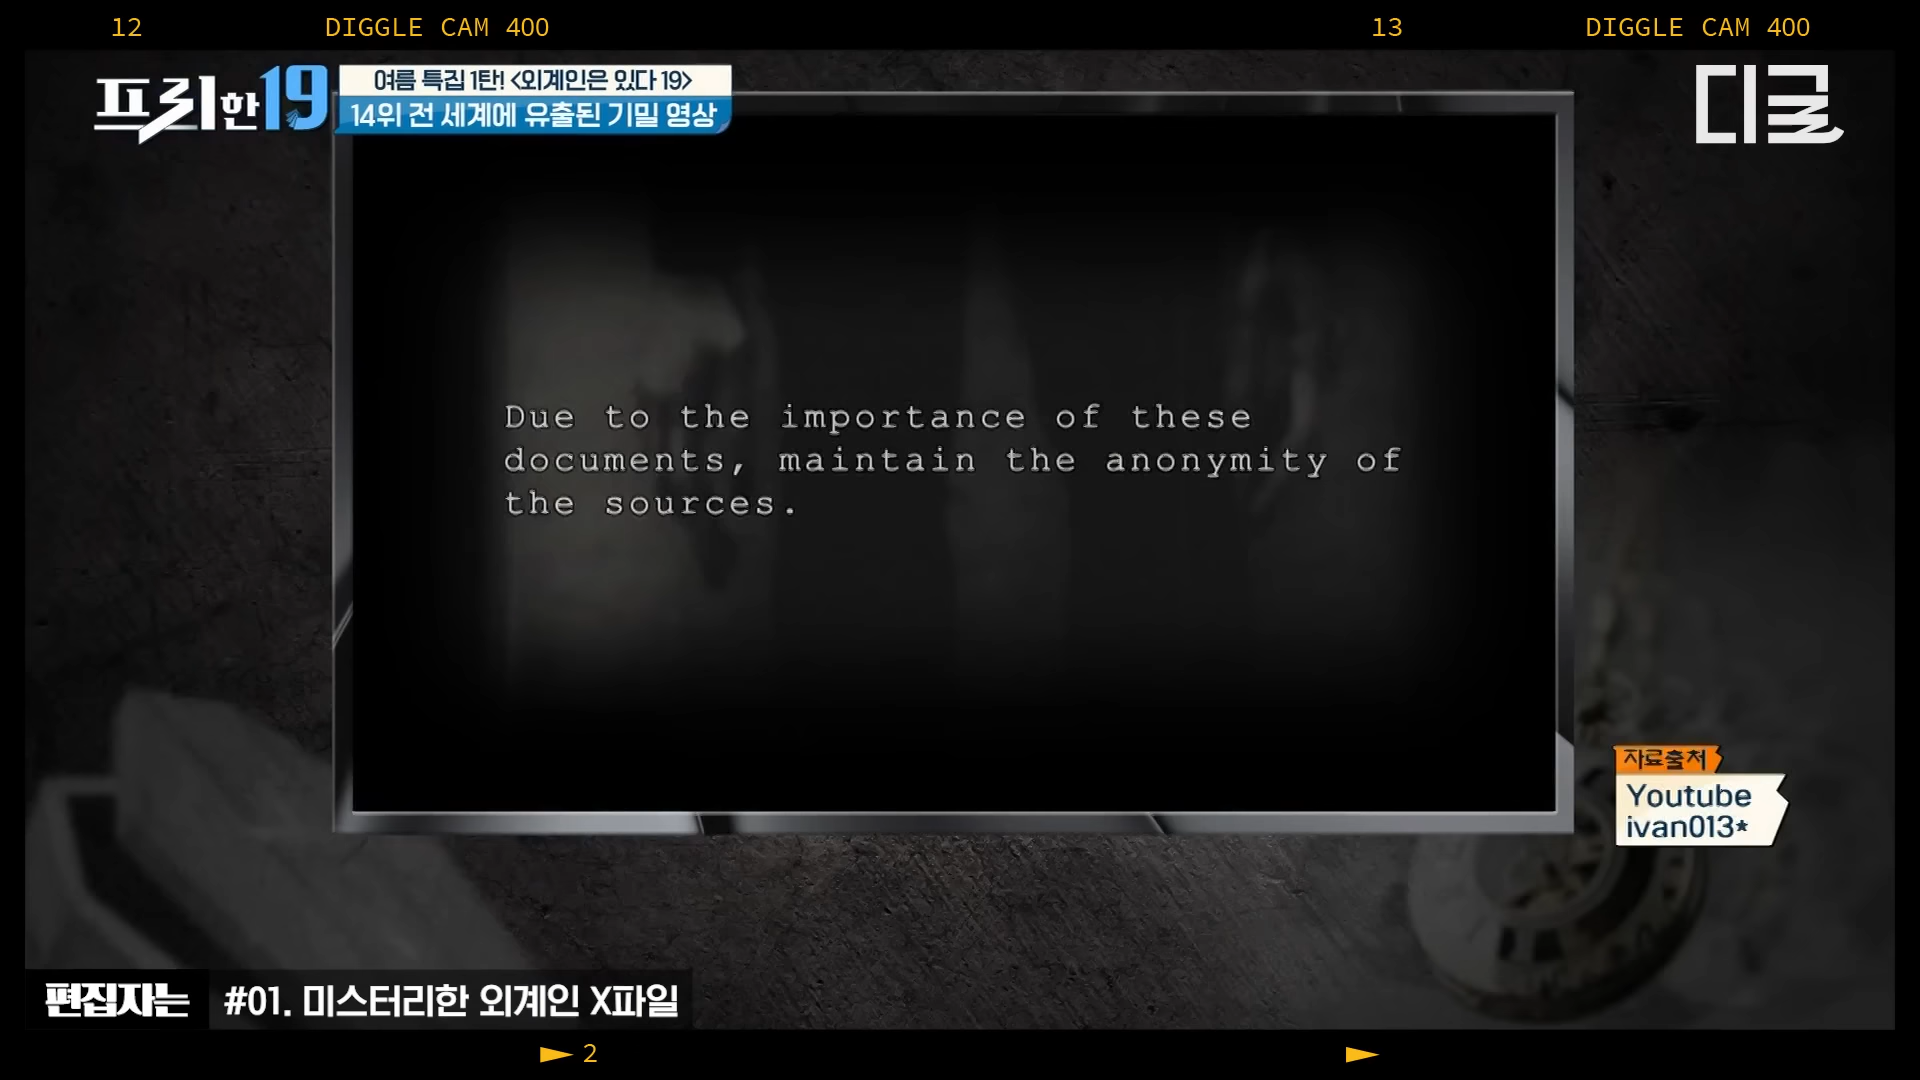 12
DIGGLE CAM 400
13
DIGGLE CAM 400
프리한19
여름 특집 1탄! <외계인은 있다 19>
14위 전 세계에 유출된 기밀 영상
디글
Due to the importance of these
documents, maintain the anonymity of
the sources.
자료출처
Youtube
ivan013*
편집자는
#01. 미스터리한 외계인 X파일
2